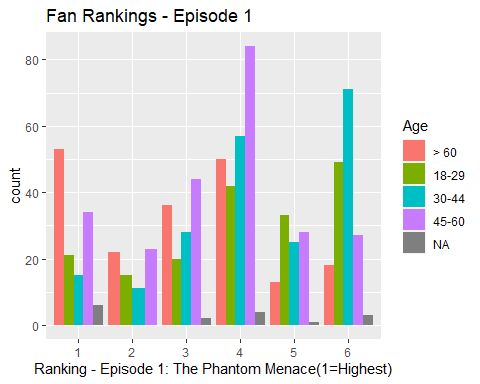 Fan Rankings - Episode 1
80
60
40
20
0
count
1 2 3 4 5 6
Ranking - Episode 1: The Phantom Menace(1=Highest)
Age
> 60
18-29
30-44
45-60
NA